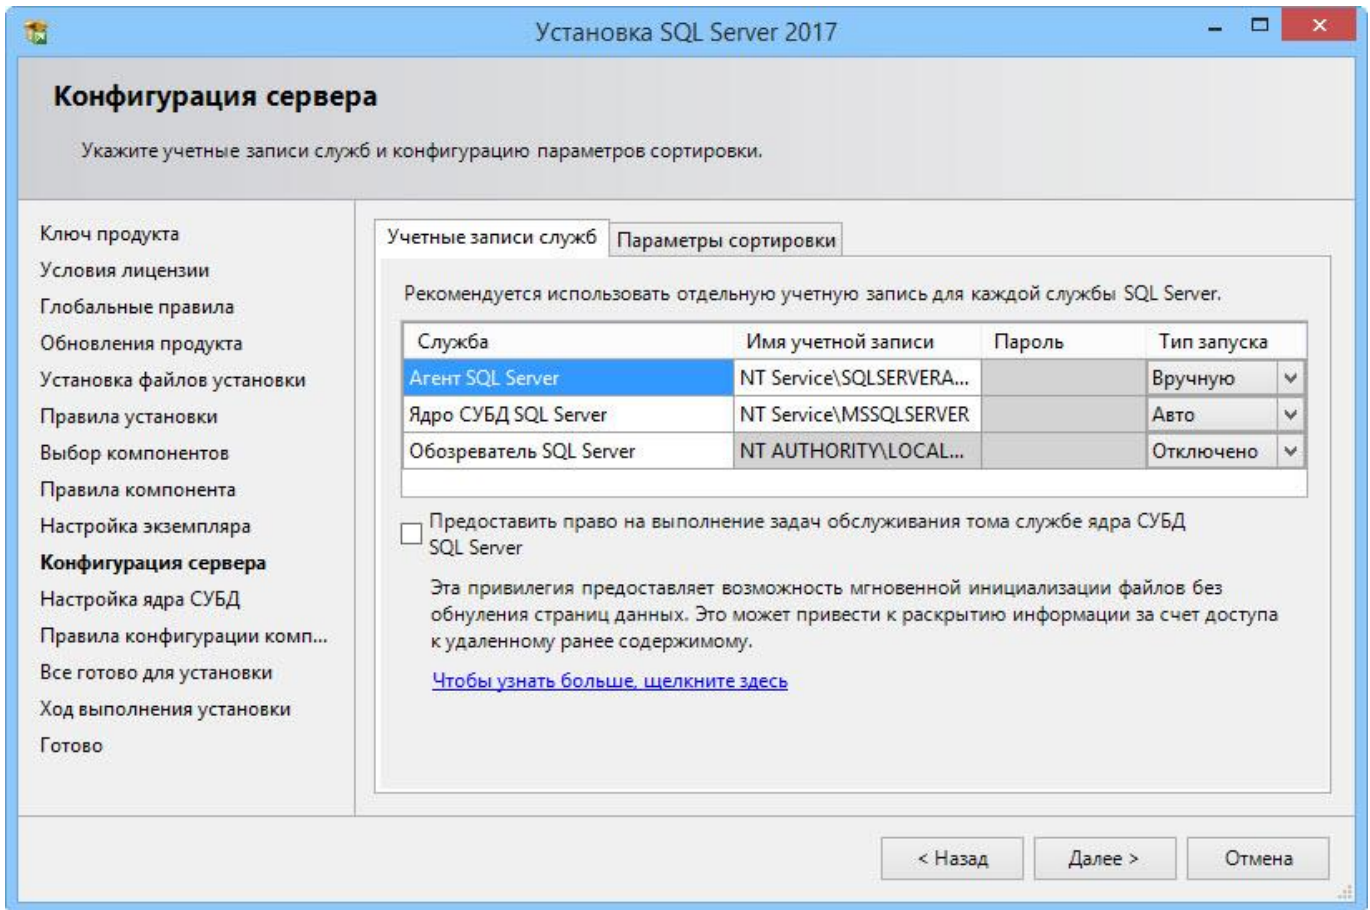 Установка SQL Server 2017
Конфигурация сервера
Укажите учетные записи служб и конфигурацию параметров сортировки.
Ключ продукта
Условия лицензии
Глобальные правила
Обновления продукта
Установка файлов установки
Правила установки
Выбор компонентов
Правила компонента
Настройка экземпляра
Конфигурация сервера
Настройка ядра СУБД
Правила конфигурации комп...
Все готово для установки
Ход выполнения установки
Готово
Учетные записи служб Параметры сортировки
Рекомендуется использовать отдельную учетную запись для каждой службы SQL Server.
Служба Имя учетной записи Пароль Тип запуска
Агент SQL Server NT Service\SQLSERVERA... Вручную
Ядро СУБД SQL Server NT Service\MSSQLSERVER Авто
Обозреватель SQL Server NT AUTHORITY\LOCAL... Отключено
Предоставить право на выполнение задач обслуживания тома службе ядра СУБД
SQL Server
Эта привилегия предоставляет возможность мгновенной инициализации файлов без
обнуления страниц данных. Это может привести к раскрытию информации за счет доступа
к удаленному ранее содержимому.
Чтобы узнать больше, щелкните здесь
< Назад Далее > Отмена